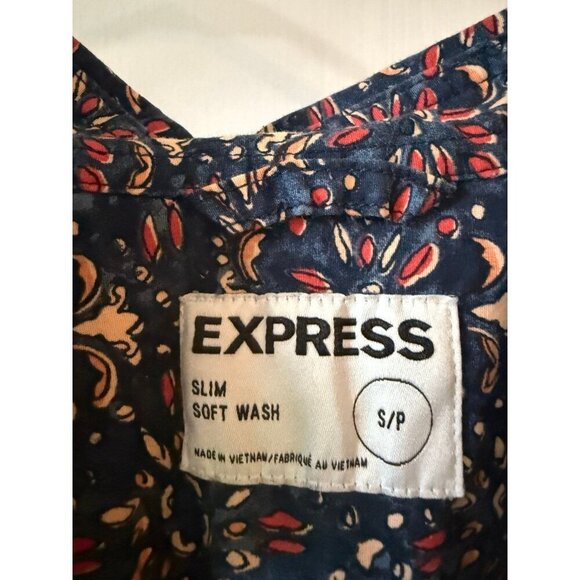 EXPRESS
SLIM
SOFT WASH
S/P
MADE IN VIETNAM/FABRIQUÉ AU VIETNAM